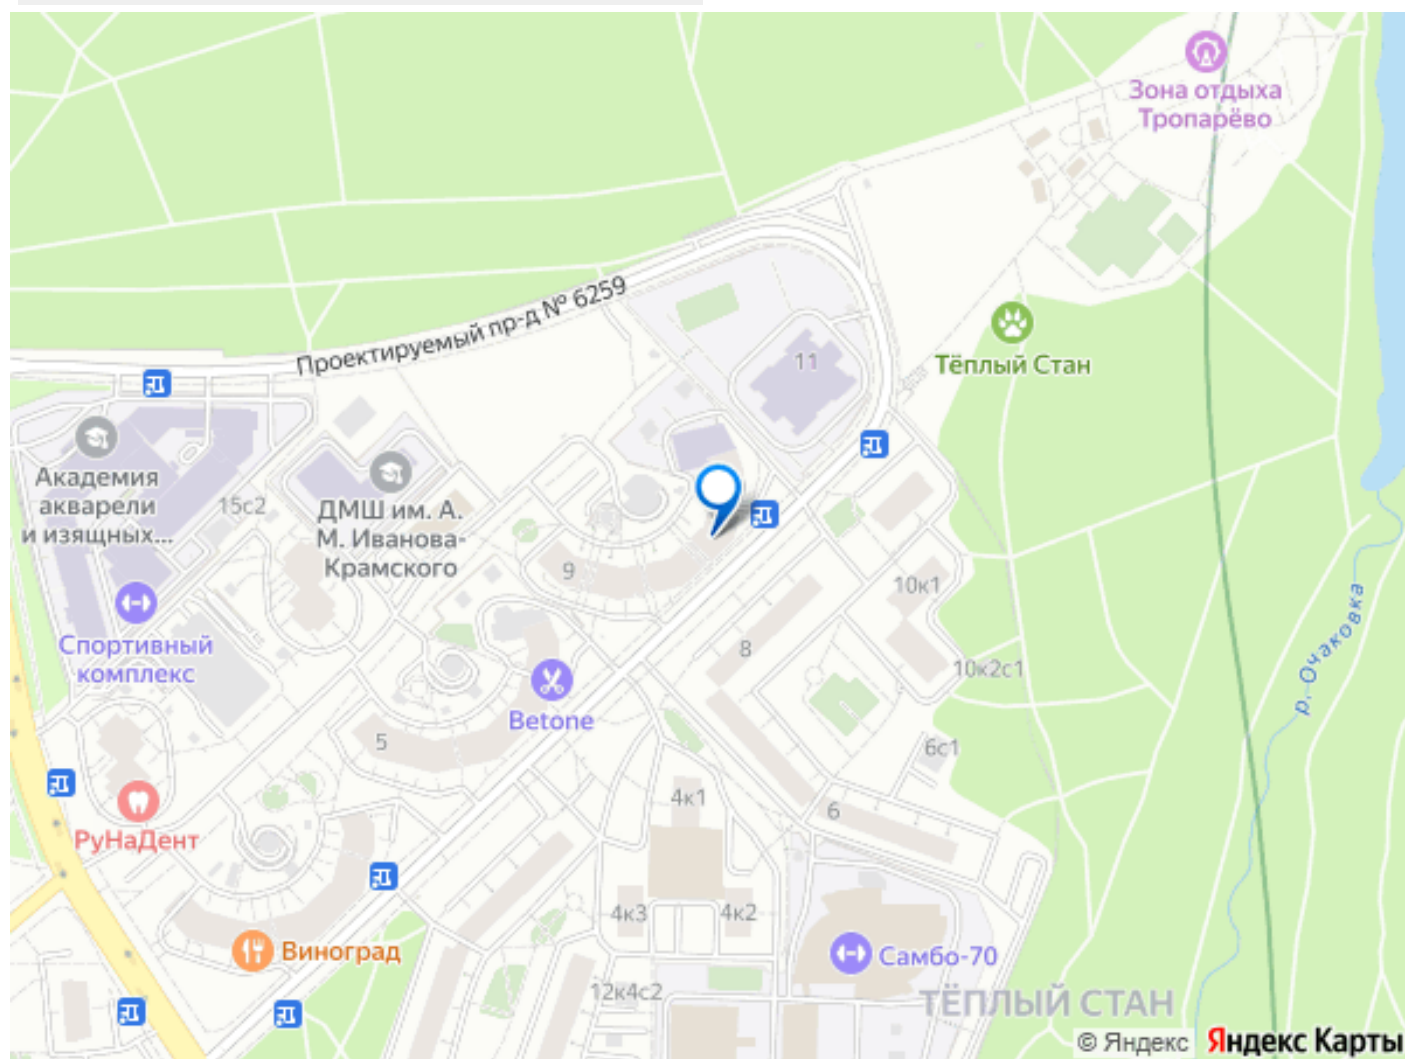 Зона отдыха
Тропарёво
Проектируемый пр-д № 6259
11
Тёплый Стан
Академия
акварели
и изящных...
15с2
ДМШ им. А.
М. Иванова-
Крамского
9
10к1
р. Очаковка
Спортивный
комплекс
8
10к2с1
Betone
5
6с1
4к1
6
РуНаДент
4к3
4к2
Виноград
Самбо-70
12к4с2
ТЁПЛЫЙ СТАН
© Яндекс Яндекс Карты